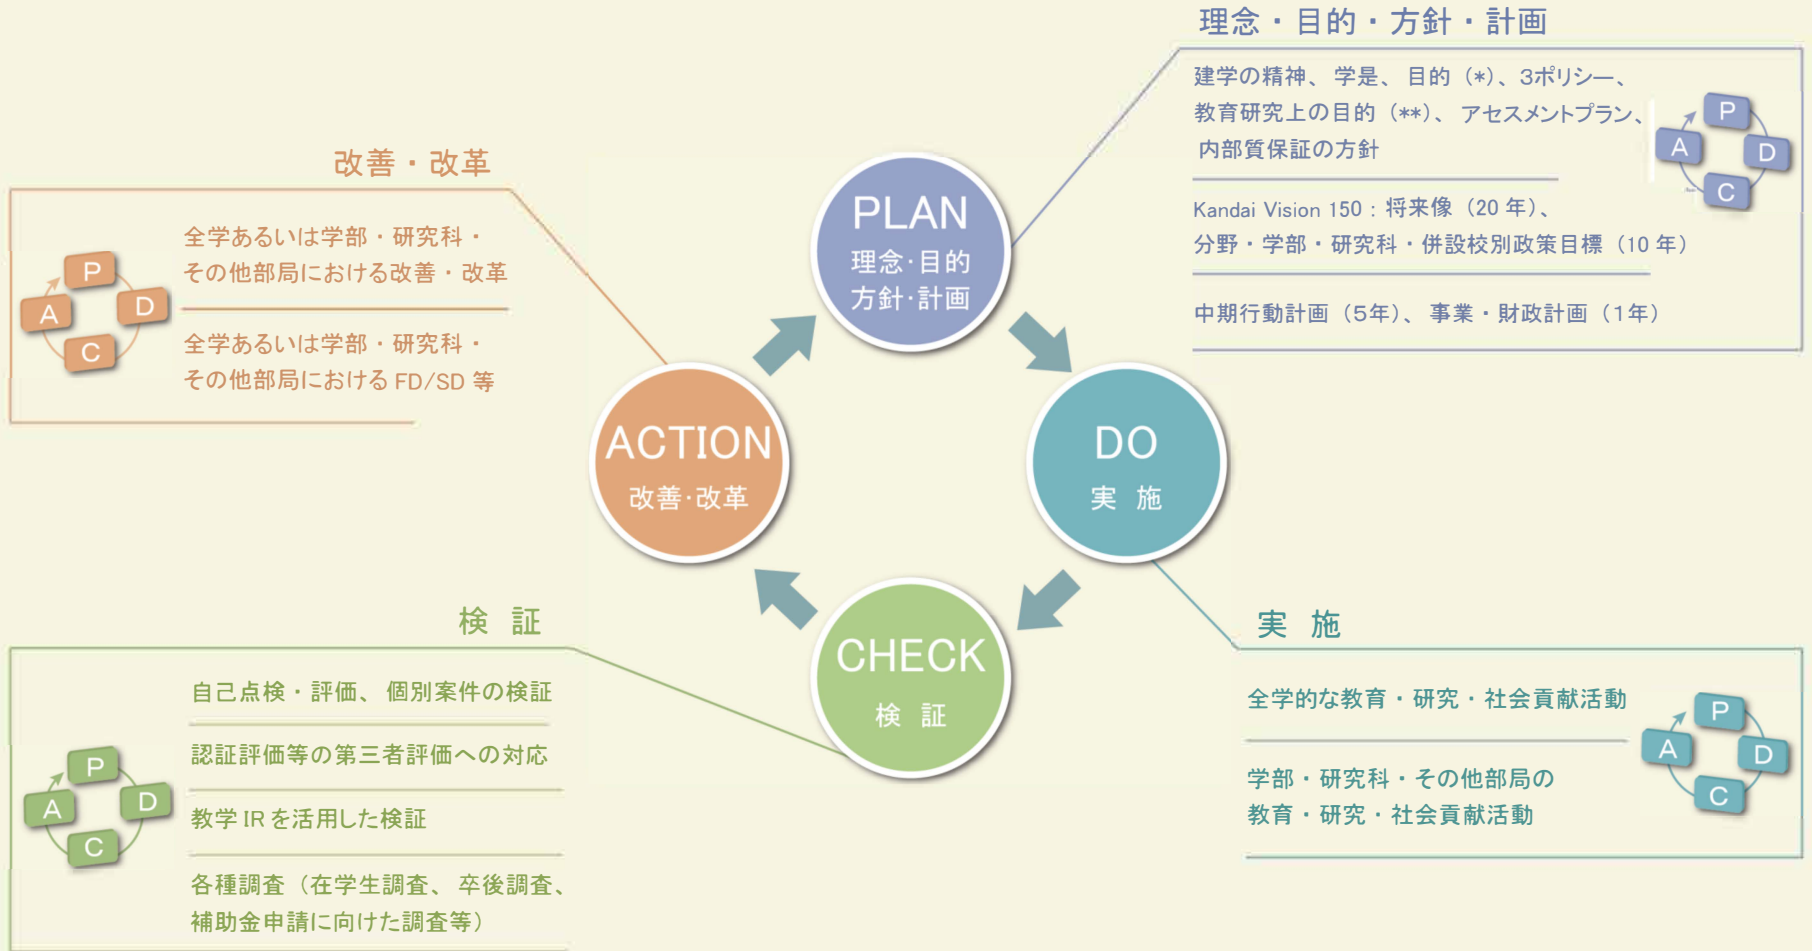 理念・目的・方針・計画
建学の精神、学是、目的（*）、3ポリシー、
教育研究上の目的（**）、アセスメントプラン、
内部質保証の方針
Kandai Vision 150：将来像（20年）、
分野・学部・研究科・併設校別政策目標（10年）
中期行動計画（5年）、事業・財政計画（1年）
P
D
C
A
改善・改革
全学あるいは学部・研究科・
その他部局における改善・改革
全学あるいは学部・研究科・
その他部局における FD/SD 等
P
D
C
A
PLAN
理念・目的
方針・計画
DO
実 施
CHECK
検 証
ACTION
改善・改革
検 証
自己点検・評価、個別案件の検証
認証評価等の第三者評価への対応
教学 IR を活用した検証
各種調査（在学生調査、卒後調査、
補助金申請に向けた調査等）
P
D
C
A
実 施
全学的な教育・研究・社会貢献活動
学部・研究科・その他部局の
教育・研究・社会貢献活動
P
D
C
A